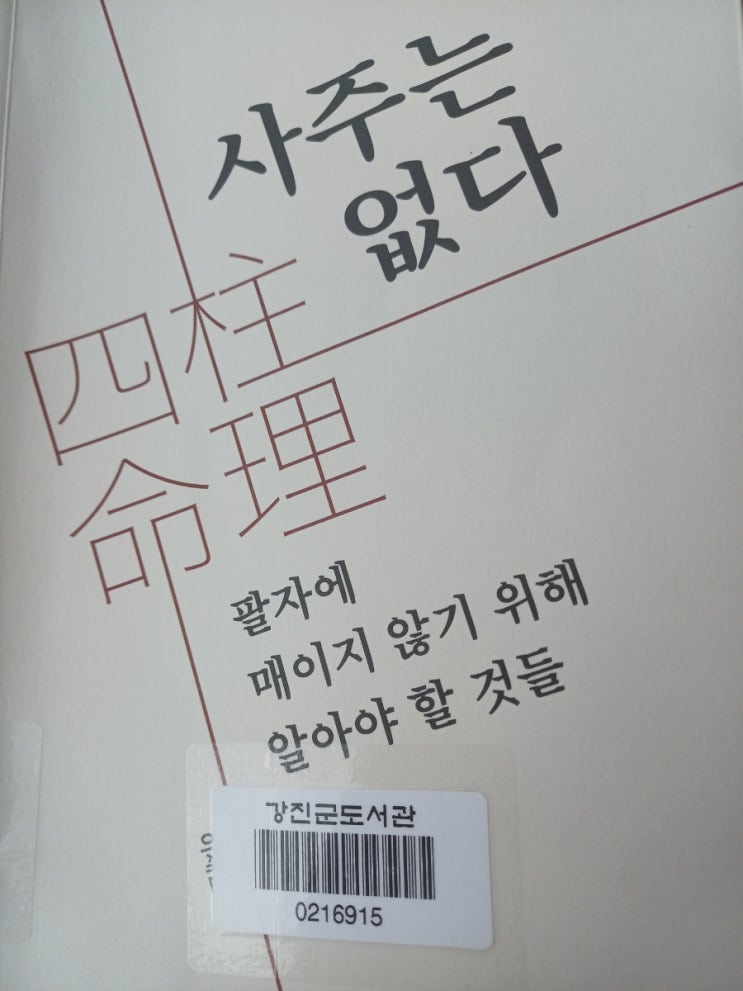 사주는
없다
四柱
命理
팔자에
매이지 않기 위해
알아야 할 것들
강진군도서관
0216915